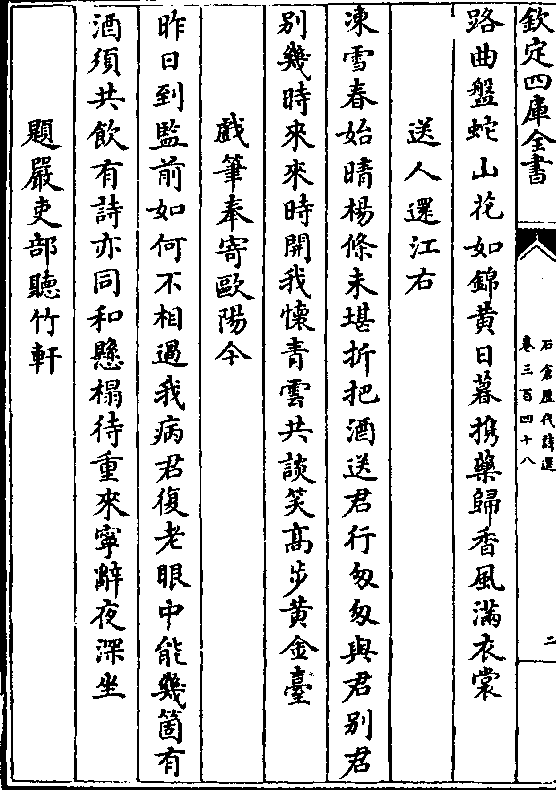 欽定四庫全書
石倉歷代詩選
卷三百四十八
二
路曲盤蛇山花如錦黄日暮携藥歸香風滿衣裳
送人還江右
凍雪春始晴楊條未堪折把酒送君行匆匆與君别君
别幾時來來時開我懷青雲共談笑髙步黄金臺
戲筆奉寄歐陽令
昨日到監前如何不相過我病君復老眼中能幾箇有
酒須共飲有詩亦同和懸榻待重來寧辭夜深坐
題嚴吏部聽竹軒